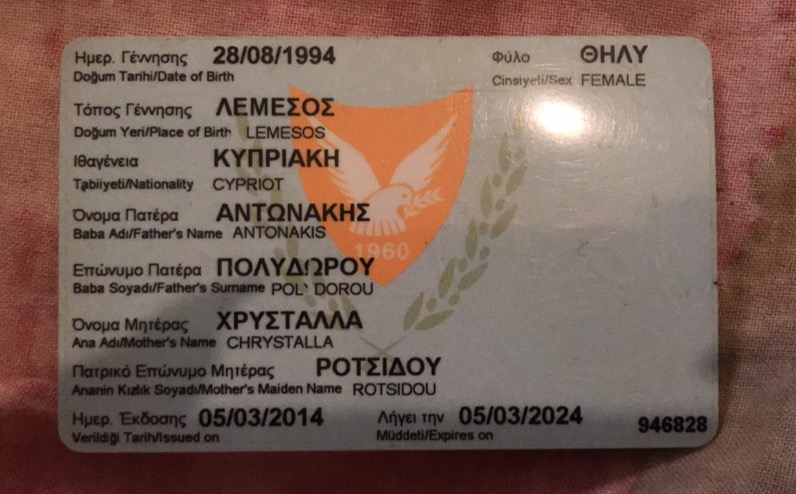 Ημερ. Γέννησης 28/08/1994 Φύλο ΘΗΛΥ
Doğum Tarihi/Date of Birth Cinsiyeti/Sex FEMALE
Τόπος Γέννησης ΛΕΜΕΣΟΣ
Doğum Yeri/Place of Birth LEMESOS
Ιθαγένεια ΚΥΠΡΙΑΚΗ
Tabiiyeti/Nationality CYPRIOT
Όνομα Πατέρα ΑΝΤΩΝΑΚΗΣ
Baba Adı/Father's Name ANTONAKIS
1960
Επώνυμο Πατέρα ΠΟΛΥΔΩΡΟΥ
Baba Soyadı/Father's Surname POL DOROU
Όνομα Μητέρας ΧΡΥΣΤΑΛΛΑ
Ana Adı/Mother's Name CHRYSTALLA
Πατρικό Επώνυμο Μητέρας ΡΟΤΣΙΔΟΥ
Ananin Kızlık Soyadı/Mother's Maiden Name ROTSIDOU
Ημερ. Έκδοσης 05/03/2014 Λήγει την 05/03/2024
Verildiği Tarih/Issued on Müddeti/Expires on 946828